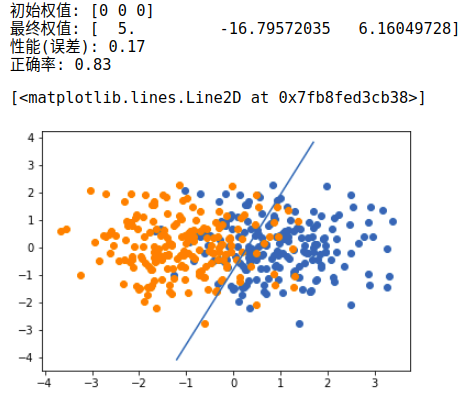 初始权值: [0 0 0]
最终权值: [  5.         -16.79572035   6.16049728]
性能(误差): 0.17
正确率: 0.83
[<matplotlib.lines.Line2D at 0x7fb8fed3cb38>]
4
3
2
1
0
−1
−2
−3
−4
−4 −3 −2 −1 0 1 2 3